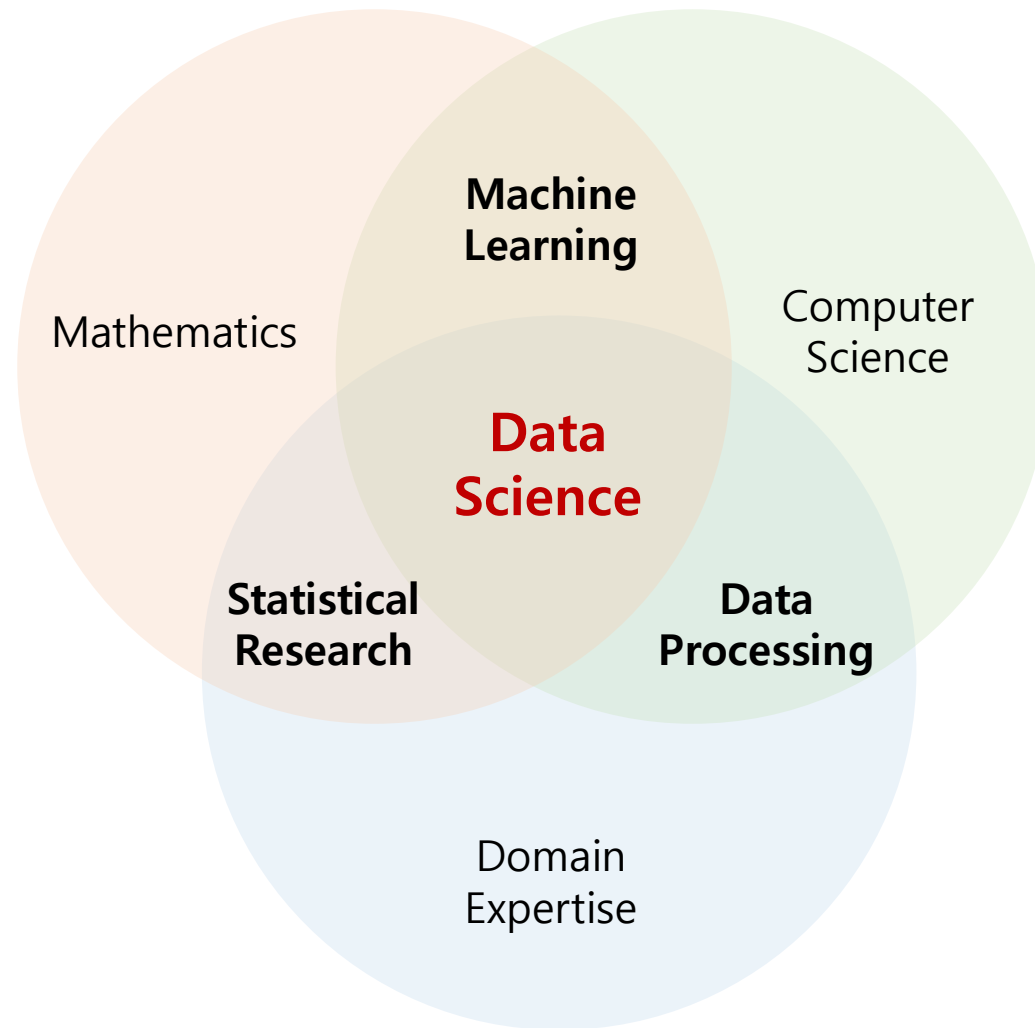 Machine
Learning
Mathematics
Computer
Science
Data
Science
Statistical
Research
Data
Processing
Domain
Expertise